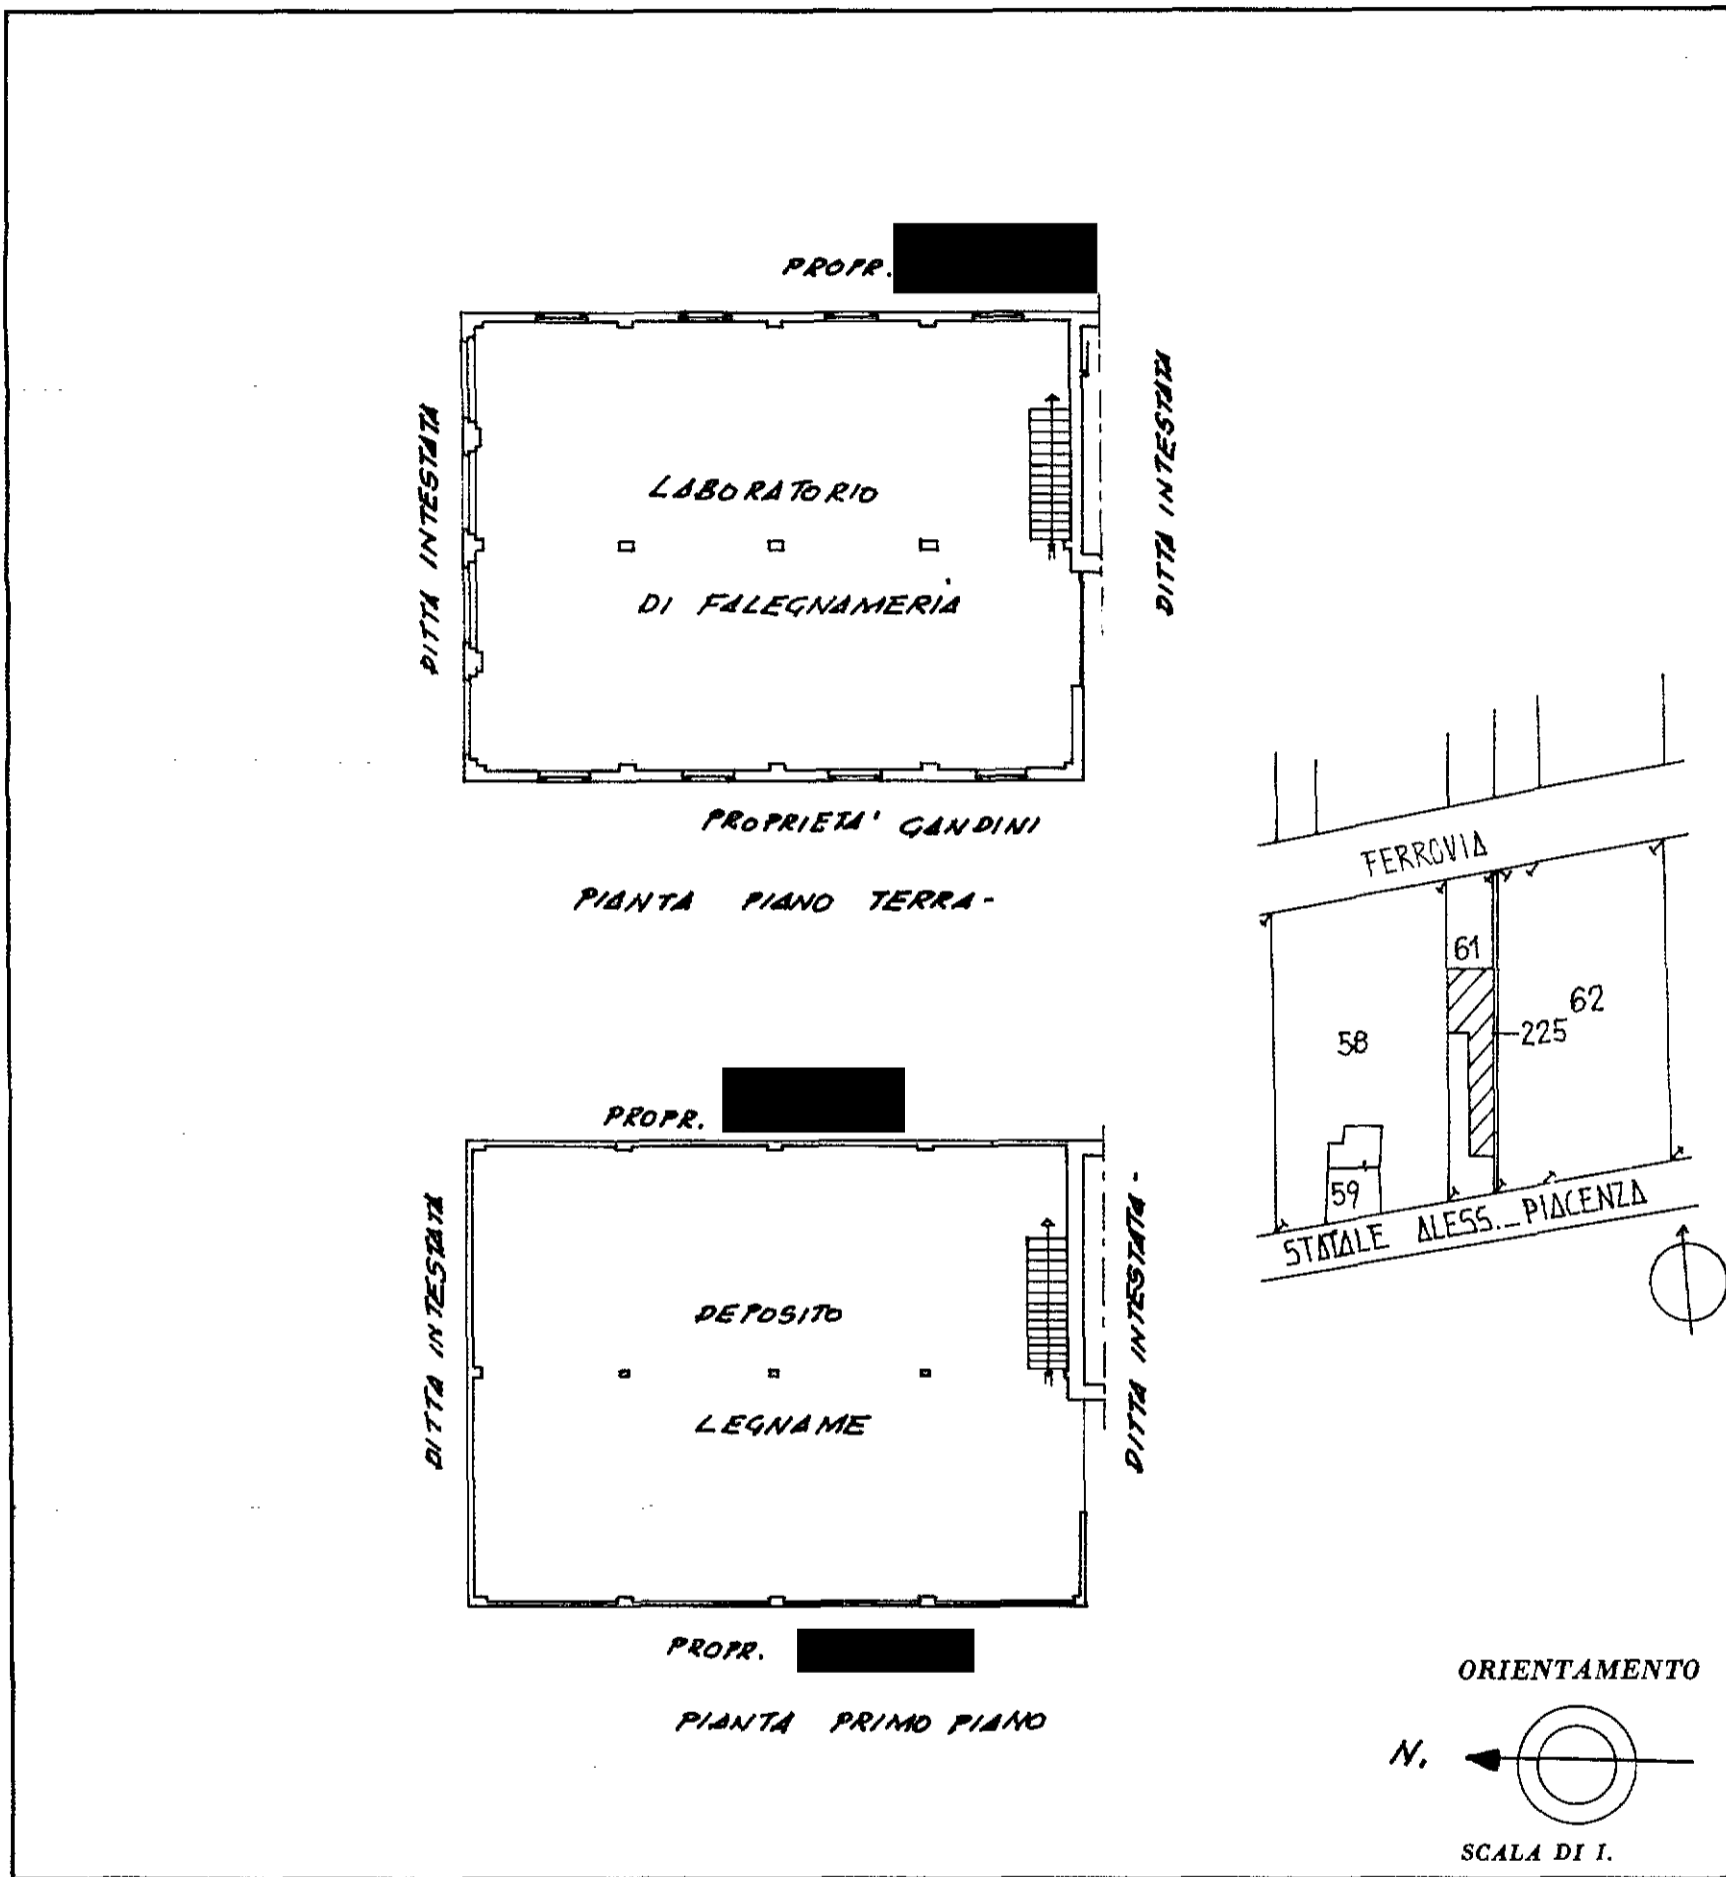 PROPR.
DITTA INTESTATA
DITTA INTESTATA
LABORATORIO
DI FALEGNAMERIA
PROPRIETA' GANDINI
PIANTA PIANO TERRA-
FERROVIA
61
62
58
225
59
STATALE ALESS._PIACENZA
PROPR.
DITTA INTESTATA
DITTA INTESTATA-
DEPOSITO
LEGNAME
PROPR.
PIANTA PRIMO PIANO
ORIENTAMENTO
N.
SCALA DI I.